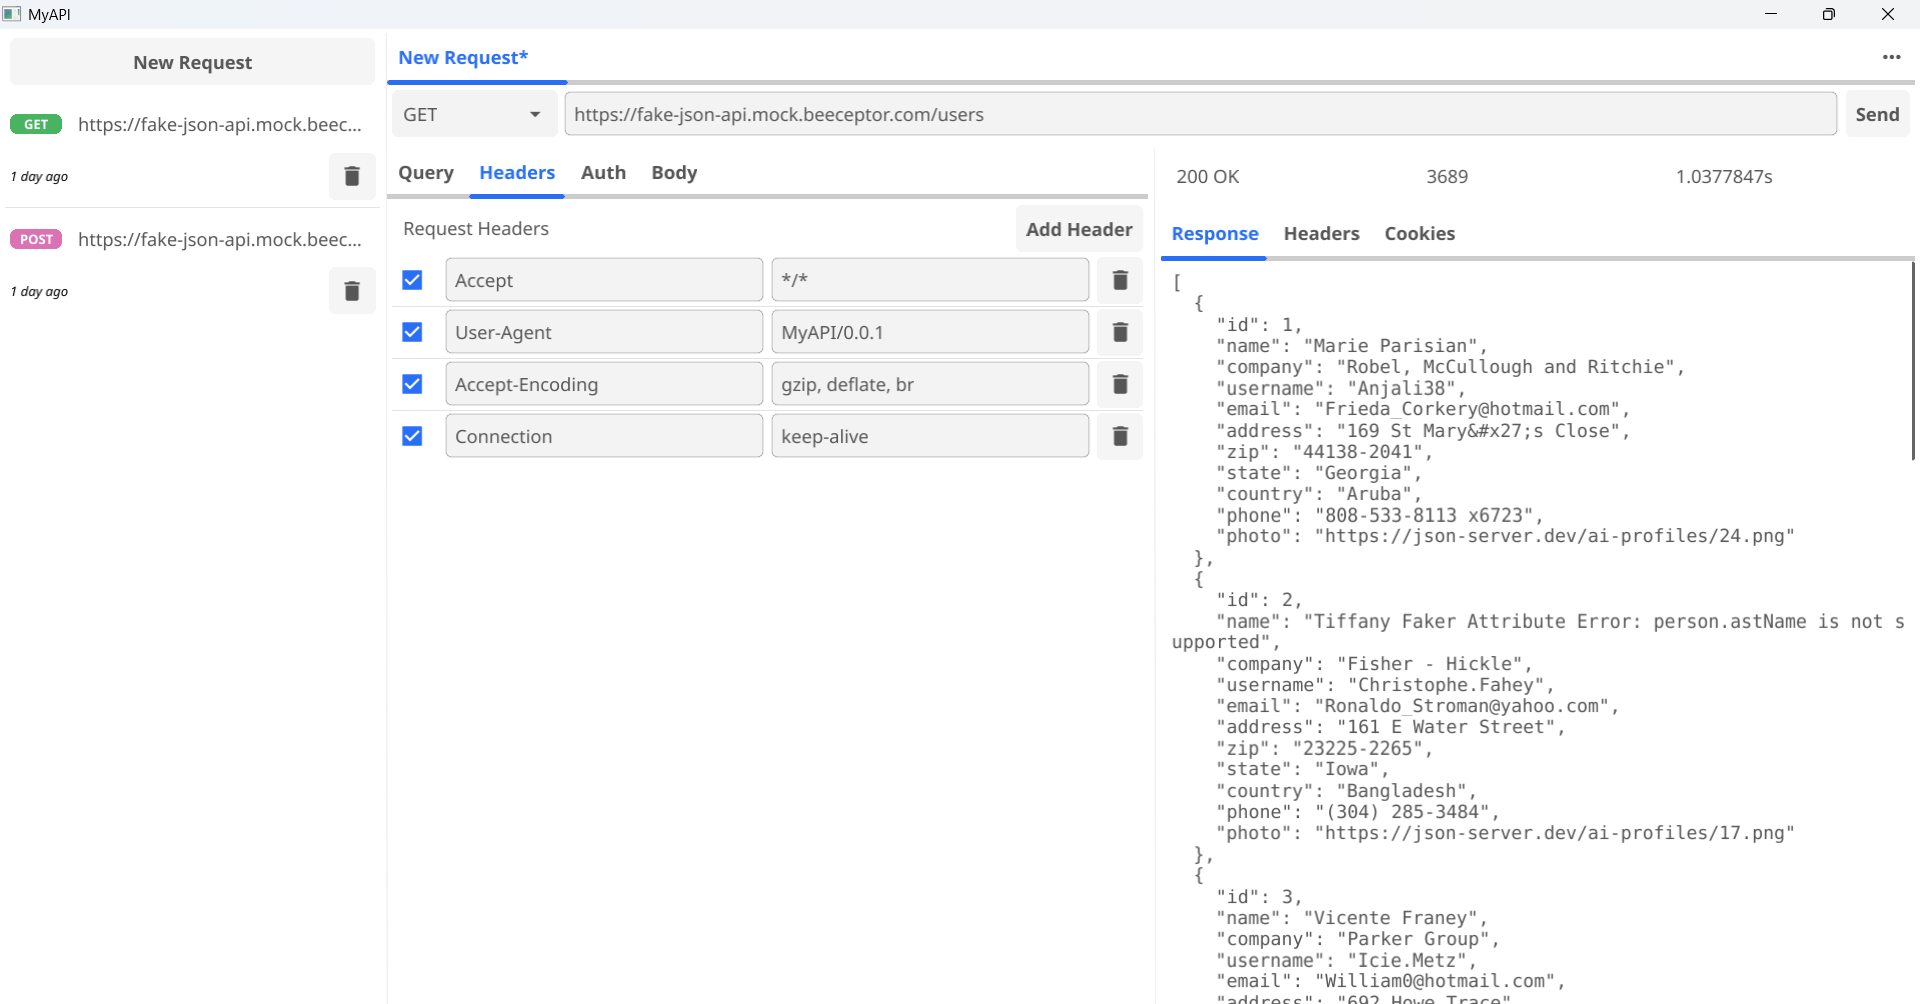 MyAPI
New Request
GET https://fake-json-api.mock.beec...
1 day ago
POST https://fake-json-api.mock.beec...
1 day ago
New Request*
GET https://fake-json-api.mock.beeceptor.com/users Send
Query Headers Auth Body
Request Headers Add Header
Accept */*
User-Agent MyAPI/0.0.1
Accept-Encoding gzip, deflate, br
Connection keep-alive
200 OK 3689 1.0377847s
Response Headers Cookies
[
  {
    "id": 1,
    "name": "Marie Parisian",
    "company": "Robel, McCullough and Ritchie",
    "username": "Anjali38",
    "email": "Frieda_Corkery@hotmail.com",
    "address": "169 St Mary&#x27;s Close",
    "zip": "44138-2041",
    "state": "Georgia",
    "country": "Aruba",
    "phone": "808-533-8113 x6723",
    "photo": "https://json-server.dev/ai-profiles/24.png"
  },
  {
    "id": 2,
    "name": "Tiffany Faker Attribute Error: person.astName is not s
upported",
    "company": "Fisher - Hickle",
    "username": "Christophe.Fahey",
    "email": "Ronaldo_Stroman@yahoo.com",
    "address": "161 E Water Street",
    "zip": "23225-2265",
    "state": "Iowa",
    "country": "Bangladesh",
    "phone": "(304) 285-3484",
    "photo": "https://json-server.dev/ai-profiles/17.png"
  },
  {
    "id": 3,
    "name": "Vicente Franey",
    "company": "Parker Group",
    "username": "Icie.Metz",
    "email": "William0@hotmail.com",
    "address": "692 Howe Trace"